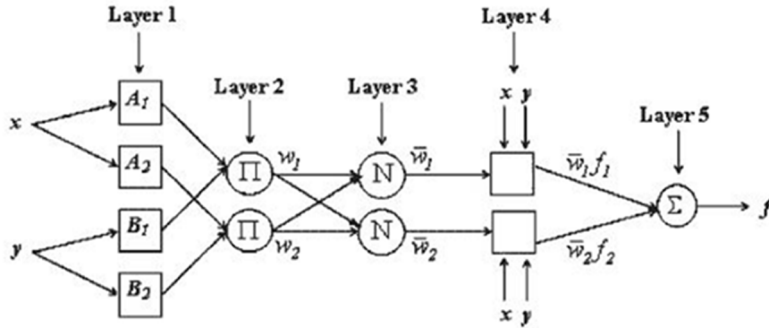 Layer 1
Layer 4
Layer 2
Layer 3
x y
Layer 5
A₁
x
w₁
w̅₁
w̅₁f₁
Π
N
A₂
Σ
f
B₁
Π
N
y
w₂
w̅₂
w̅₂f₂
B₂
x y